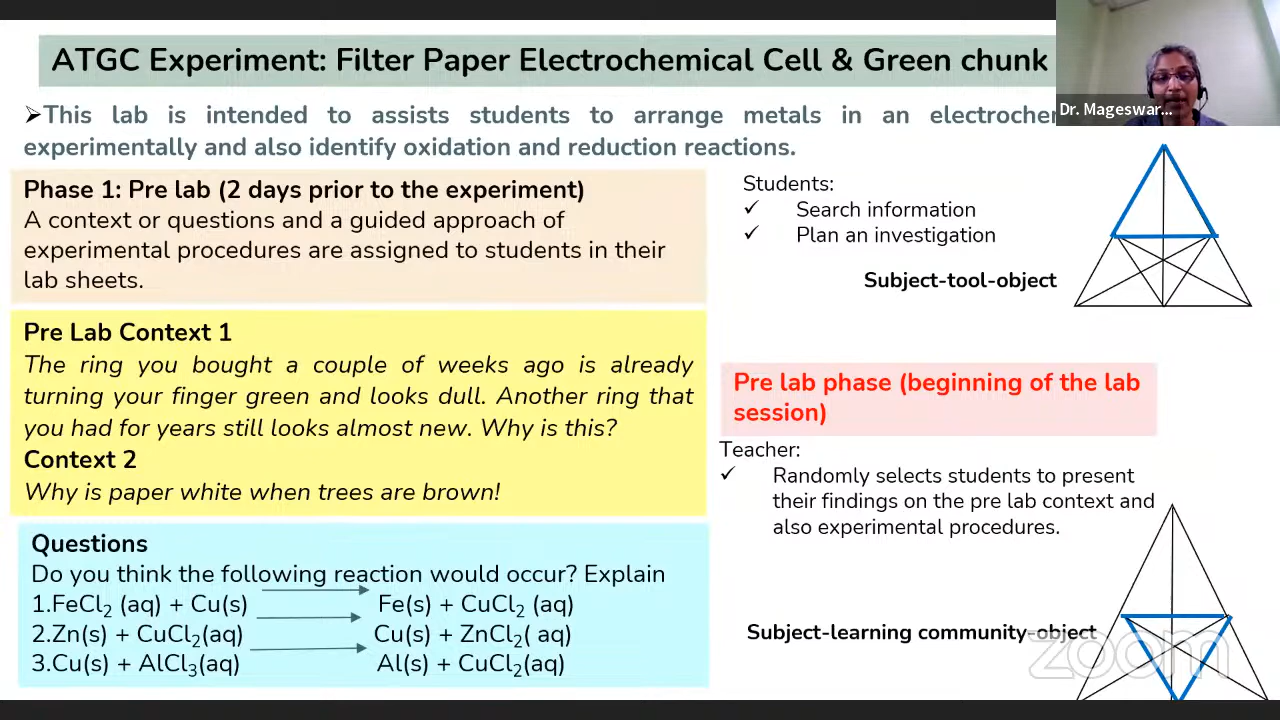 ATGC Experiment: Filter Paper Electrochemical Cell & Green chunk
Dr. Mageswar...
➢This lab is intended to assists students to arrange metals in an
experimentally and also identify oxidation and reduction reactions.
Phase 1: Pre lab (2 days prior to the experiment)
A context or questions and a guided approach of
experimental procedures are assigned to students in their
lab sheets.
Students:
✓ Search information
✓ Plan an investigation
Subject-tool-object
Pre Lab Context 1
The ring you bought a couple of weeks ago is already
turning your finger green and looks dull. Another ring that
you had for years still looks almost new. Why is this?
Context 2
Why is paper white when trees are brown!
Pre lab phase (beginning of the lab
session)
Teacher:
✓ Randomly selects students to present
their findings on the pre lab context and
also experimental procedures.
Questions
Do you think the following reaction would occur? Explain
1.FeCl₂ (aq) + Cu(s) → Fe(s) + CuCl₂ (aq)
2.Zn(s) + CuCl₂(aq) → Cu(s) + ZnCl₂( aq)
3.Cu(s) + AlCl₃(aq) → Al(s) + CuCl₂(aq)
Subject-learning community-object
zoom